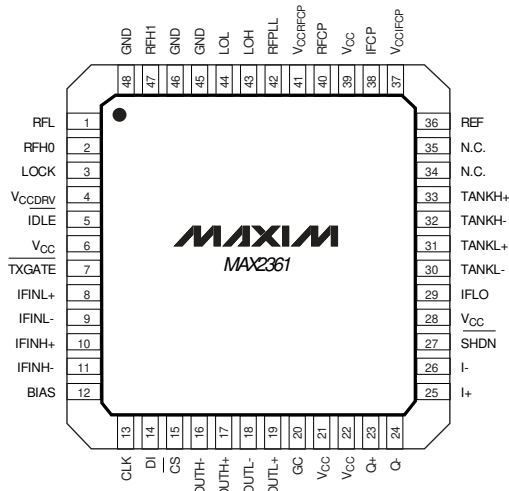 GND
RFH1
GND
GND
LOL
LOH
RFPLL
VCCRFCP
RFCP
VCC
IFCP
VCCIFCP
48 47 46 45 44 43 42 41 40 39 38 37
RFL 1
RFH0 2
LOCK 3
VCCDRV 4
IDLE 5
VCC 6
TXGATE 7
IFINL+ 8
IFINL- 9
IFINH+ 10
IFINH- 11
BIAS 12
MAXIM
MAX2361
36 REF
35 N.C.
34 N.C.
33 TANKH+
32 TANKH-
31 TANKL+
30 TANKL-
29 IFLO
28 VCC
27 SHDN
26 I-
25 I+
13 14 15 16 17 18 19 20 21 22 23 24
CLK
DI
CS
OUTH-
OUTH+
OUTL-
OUTL+
GC
VCC
VCC
Q+
Q-